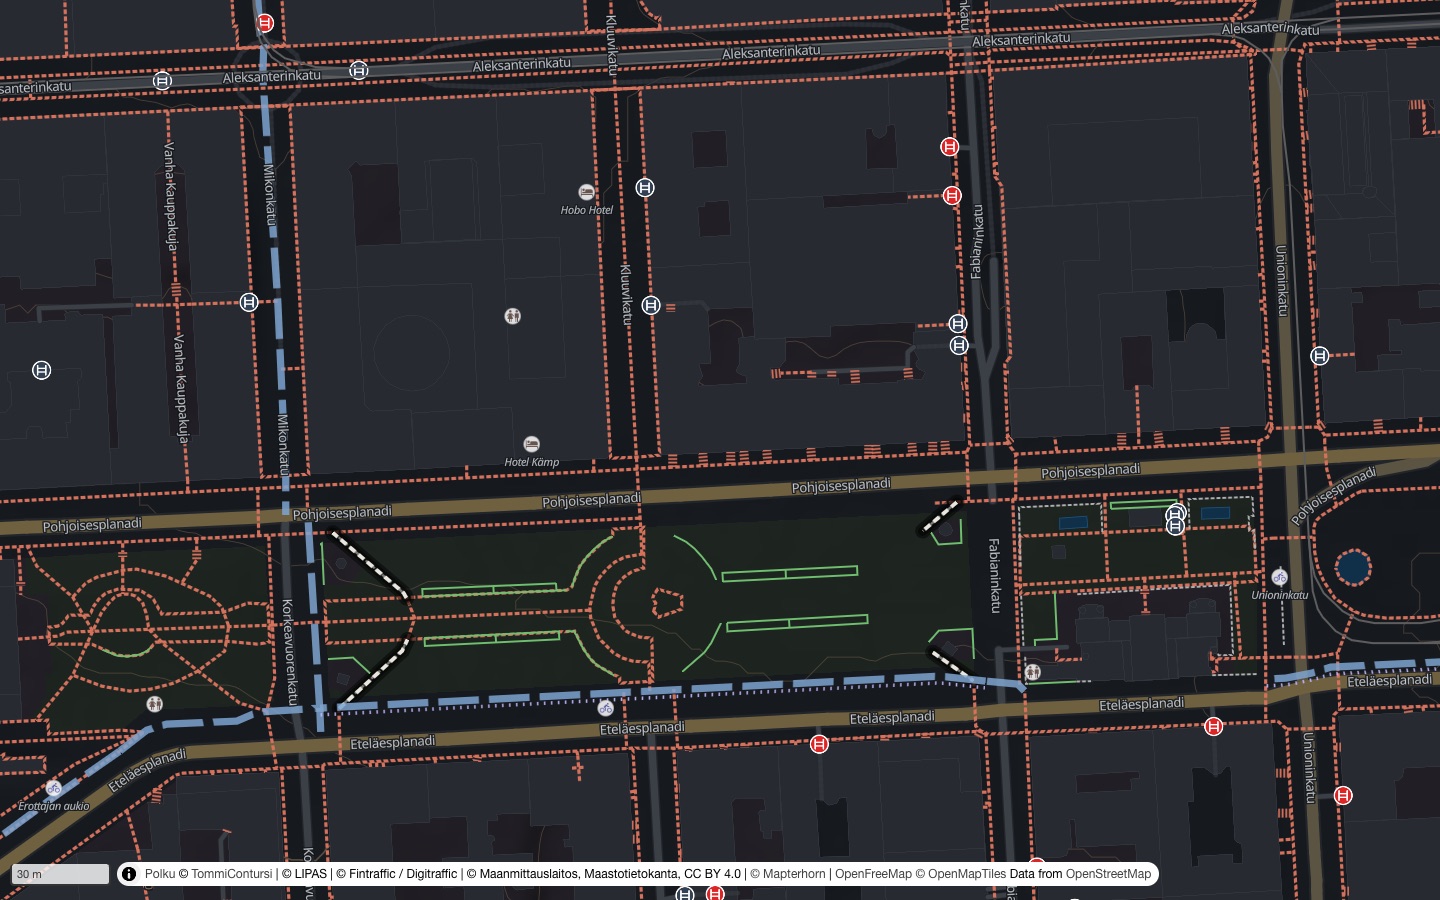 Kluuvikatu
Aleksanterinkatu
Aleksanterinkatu
Aleksanterinkatu
Aleksanterinkatu
Aleksanterinkatu
santerinkatu
Vanha Kauppakuja
Mikonkatu
Hobo Hotel
Kluuvikatu
Fabianinkatu
Unioninkatu
Vanha Kauppakuja
Mikonkatu
Hotel Kämp
Pohjoisesplanadi
Pohjoisesplanadi
Pohjoisesplanadi
Pohjoisesplanadi
Pohjoisesplanadi
Pohjoisesplanadi
Fabianinkatu
Korkeavuorenkatu
Unioninkatu
Eteläesplanadi
Eteläesplanadi
Eteläesplanadi
Eteläesplanadi
Eteläesplanadi
Eteläesplanadi
Unioninkatu
Erottajan aukio
30 m
Polku © TommiContursi | © LIPAS | © Fintraffic / Digitraffic | © Maanmittauslaitos, Maastotietokanta, CC BY 4.0 | © Mapterhorn | OpenFreeMap © OpenMapTiles Data from OpenStreetMap